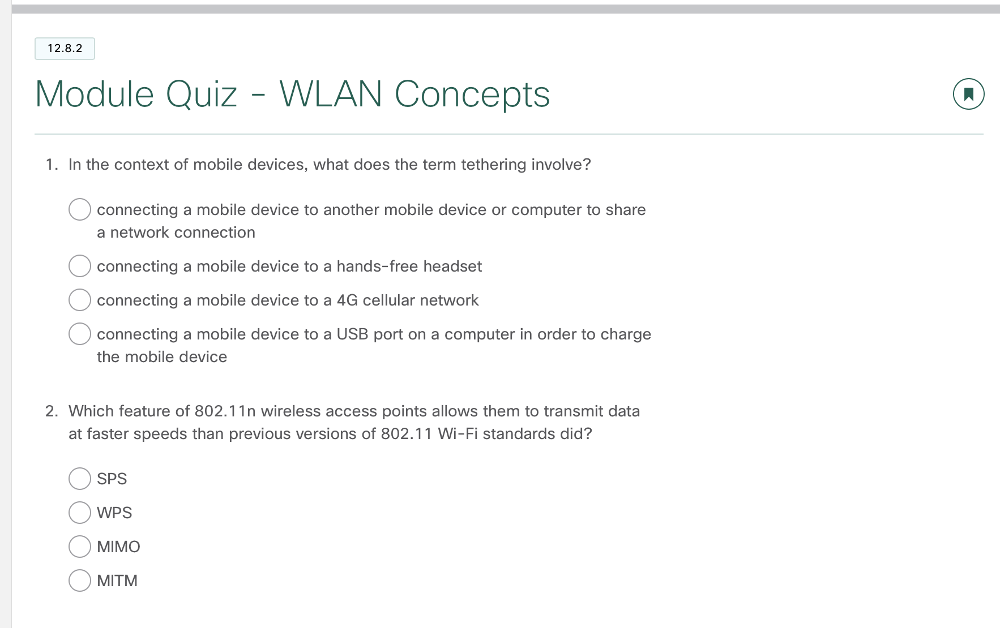 12.8.2
Module Quiz - WLAN Concepts
1. In the context of mobile devices, what does the term tethering involve?
connecting a mobile device to another mobile device or computer to share
a network connection
connecting a mobile device to a hands-free headset
connecting a mobile device to a 4G cellular network
connecting a mobile device to a USB port on a computer in order to charge
the mobile device
2. Which feature of 802.11n wireless access points allows them to transmit data
at faster speeds than previous versions of 802.11 Wi-Fi standards did?
SPS
WPS
MIMO
MITM